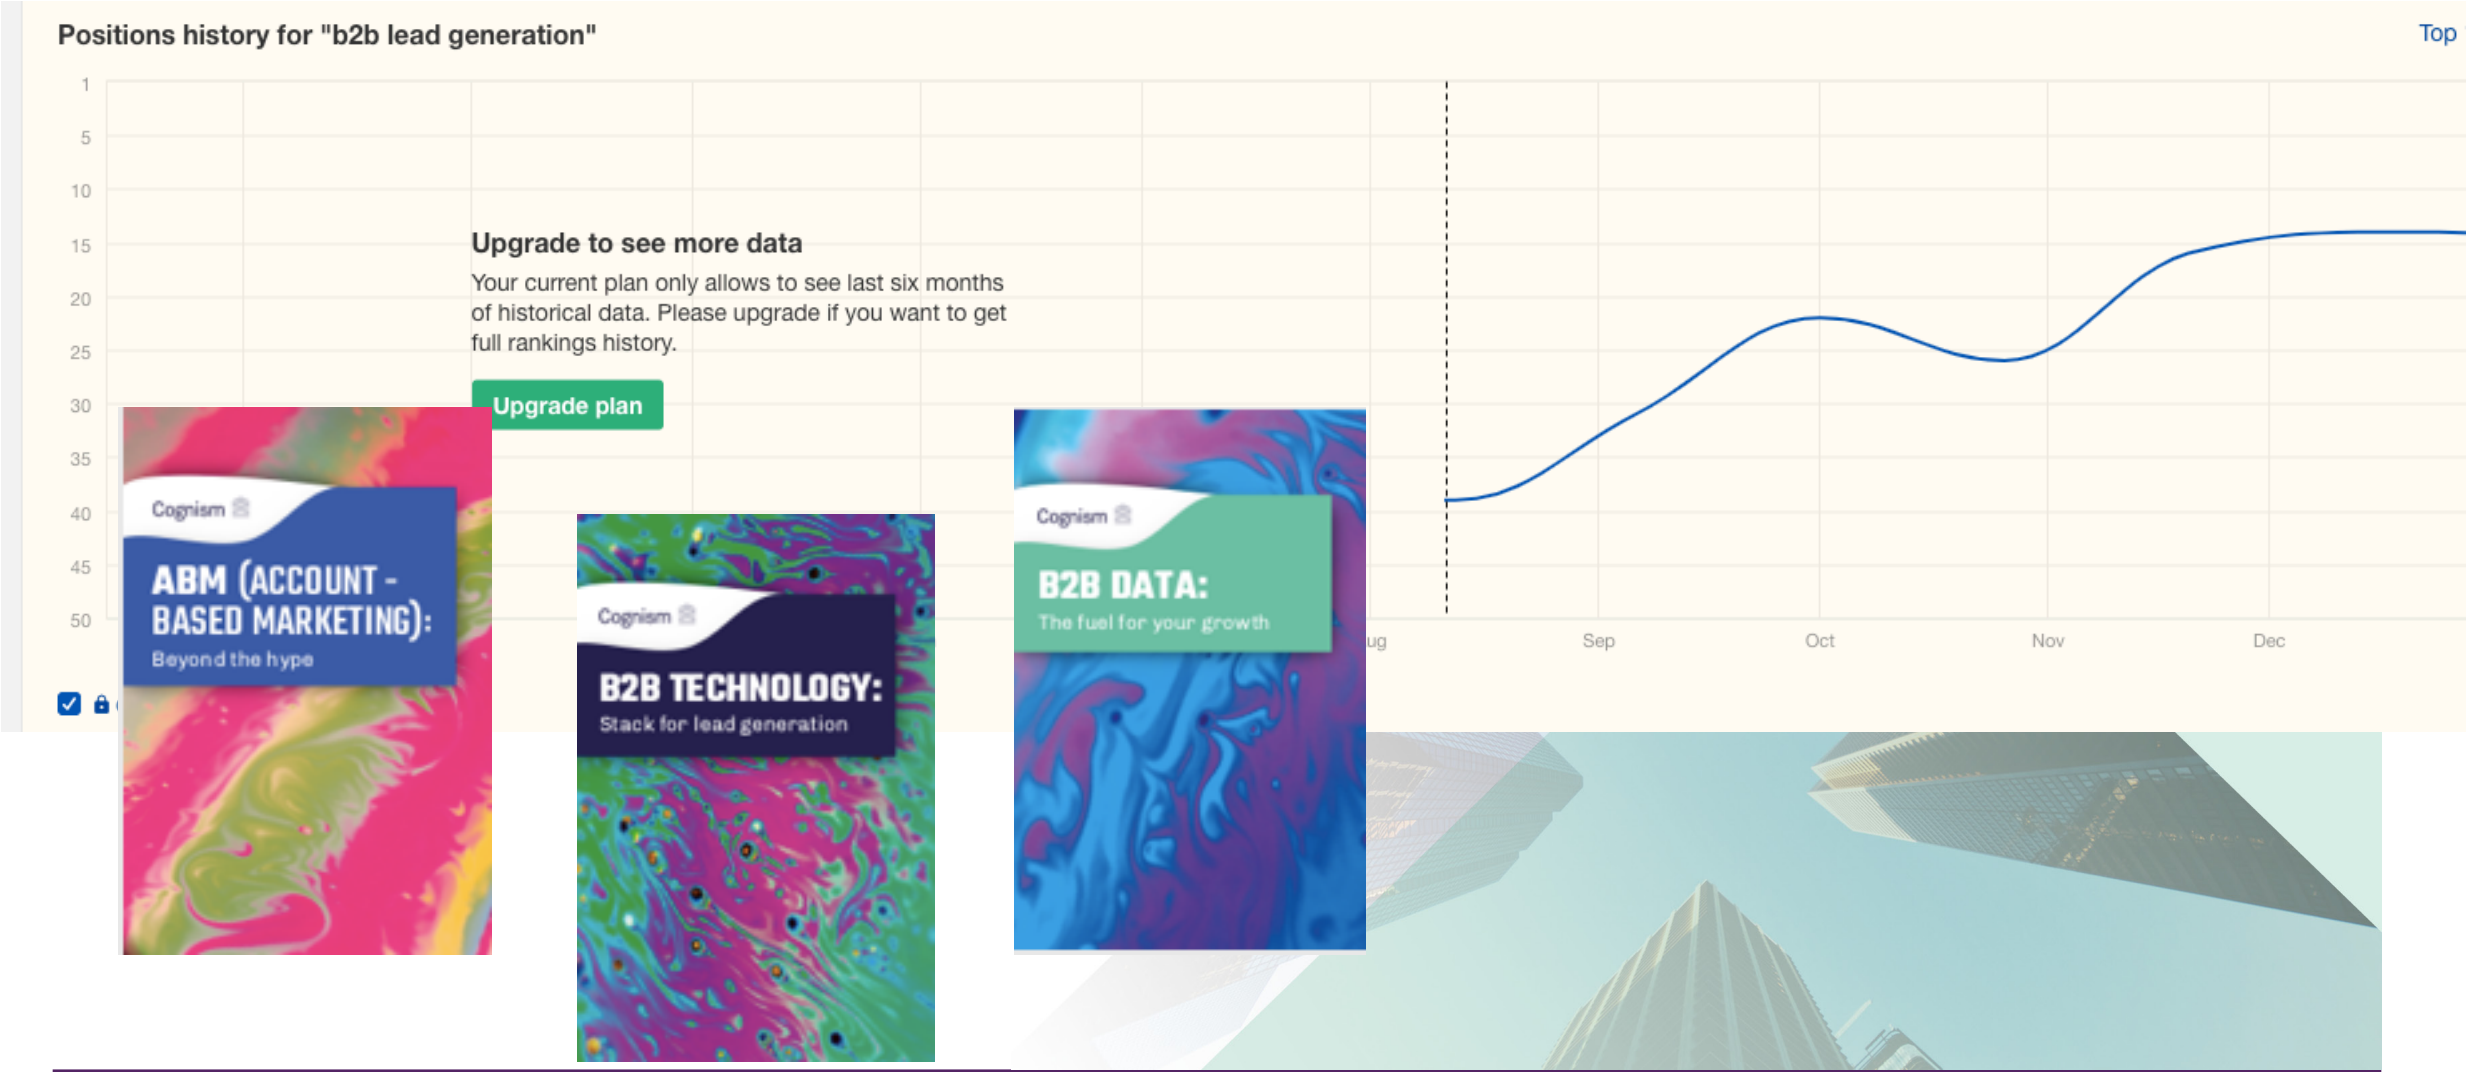 Positions history for "b2b lead generation"
Top
1
5
10
15
20
25
30
35
40
45
50
Upgrade to see more data
Your current plan only allows to see last six months
of historical data. Please upgrade if you want to get
full rankings history.
Upgrade plan
ug
Sep
Oct
Nov
Dec
Cognism
ABM (ACCOUNT -
BASED MARKETING):
Beyond the hype
Cognism
B2B TECHNOLOGY:
Stack for lead generation
Cognism
B2B DATA:
The fuel for your growth